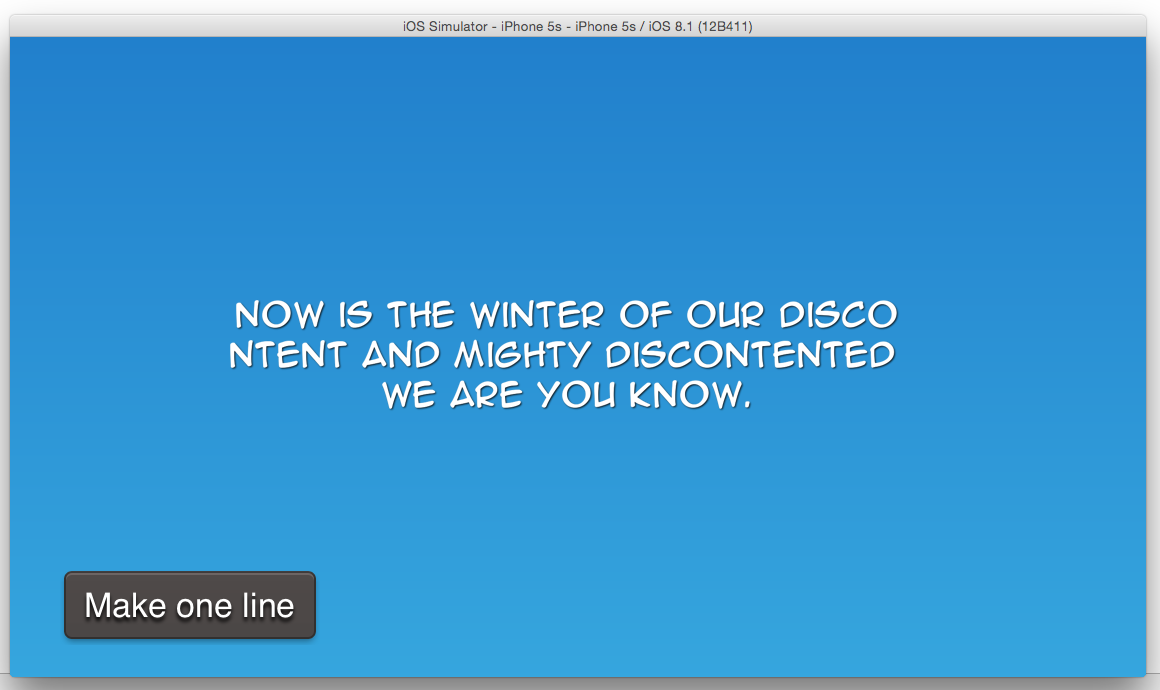 iOS Simulator - iPhone 5s - iPhone 5s / iOS 8.1 (12B411)
NOW IS THE WINTER OF OUR DISCO
NTENT AND MIGHTY DISCONTENTED
WE ARE YOU KNOW.
Make one line